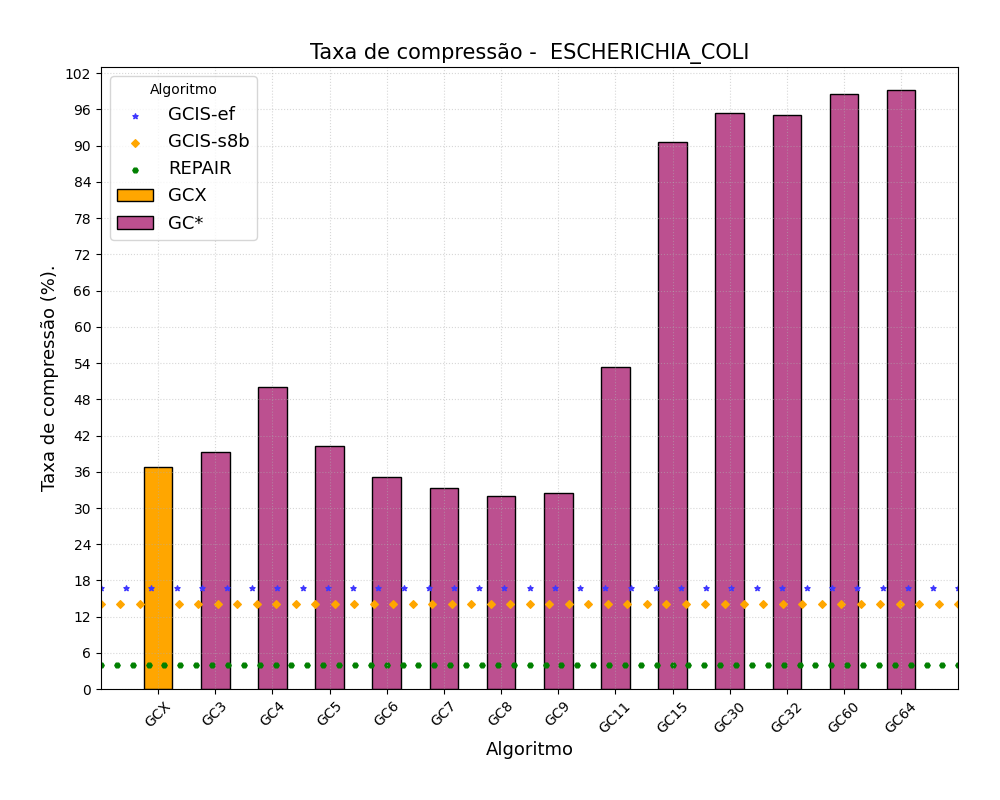 Taxa de compressão -  ESCHERICHIA_COLI
Algoritmo
GCIS-ef
GCIS-s8b
REPAIR
GCX
GC*
Taxa de compressão (%).
102
96
90
84
78
72
66
60
54
48
42
36
30
24
18
12
6
0
GCX
GC3
GC4
GC5
GC6
GC7
GC8
GC9
GC11
GC15
GC30
GC32
GC60
GC64
Algoritmo